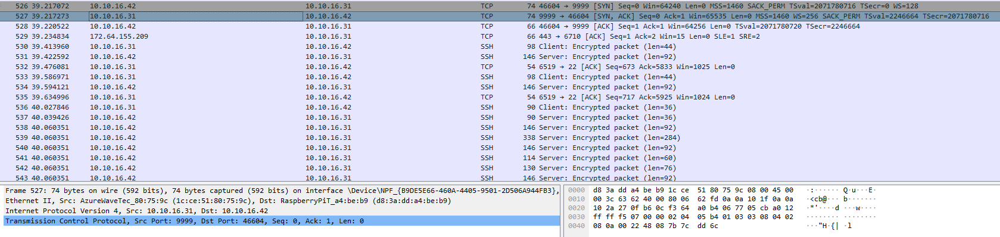 526 39.217072 10.10.16.42 10.10.16.31 TCP 74 46604 → 9999 [SYN] Seq=0 Win=64240 Len=0 MSS=1460 SACK_PERM TSval=2071780716 TSecr=0 WS=128
527 39.217273 10.10.16.31 10.10.16.42 TCP 74 9999 → 46604 [SYN, ACK] Seq=0 Ack=1 Win=65535 Len=0 MSS=1460 WS=256 SACK_PERM TSval=2246664 TSecr=2071780716
528 39.220522 10.10.16.42 10.10.16.31 TCP 66 46604 → 9999 [ACK] Seq=1 Ack=1 Win=64256 Len=0 TSval=2071780720 TSecr=2246664
529 39.234834 172.64.155.209 10.10.16.31 TCP 66 443 → 6710 [ACK] Seq=1 Ack=2 Win=15 Len=0 SLE=1 SRE=2
530 39.413960 10.10.16.31 10.10.16.42 SSH 98 Client: Encrypted packet (len=44)
531 39.422592 10.10.16.42 10.10.16.31 SSH 146 Server: Encrypted packet (len=92)
532 39.476081 10.10.16.31 10.10.16.42 TCP 54 6519 → 22 [ACK] Seq=673 Ack=5833 Win=1025 Len=0
533 39.586971 10.10.16.31 10.10.16.42 SSH 98 Client: Encrypted packet (len=44)
534 39.594121 10.10.16.42 10.10.16.31 SSH 146 Server: Encrypted packet (len=92)
535 39.634996 10.10.16.31 10.10.16.42 TCP 54 6519 → 22 [ACK] Seq=717 Ack=5925 Win=1024 Len=0
536 40.027846 10.10.16.31 10.10.16.42 SSH 90 Client: Encrypted packet (len=36)
537 40.039426 10.10.16.42 10.10.16.31 SSH 90 Server: Encrypted packet (len=36)
538 40.060351 10.10.16.42 10.10.16.31 SSH 146 Server: Encrypted packet (len=92)
539 40.060351 10.10.16.42 10.10.16.31 SSH 338 Server: Encrypted packet (len=284)
540 40.060351 10.10.16.42 10.10.16.31 SSH 146 Server: Encrypted packet (len=92)
541 40.060351 10.10.16.42 10.10.16.31 SSH 114 Server: Encrypted packet (len=60)
542 40.060351 10.10.16.42 10.10.16.31 SSH 130 Server: Encrypted packet (len=76)
543 40.060351 10.10.16.42 10.10.16.31 SSH 146 Server: Encrypted packet (len=92)
Frame 527: 74 bytes on wire (592 bits), 74 bytes captured (592 bits) on interface \Device\NPF_{B9DE5E66-460A-4405-9501-2D506A944FB3},
Ethernet II, Src: AzureWaveTec_80:75:9c (1c:ce:51:80:75:9c), Dst: RaspberryPiT_a4:be:b9 (d8:3a:dd:a4:be:b9)
Internet Protocol Version 4, Src: 10.10.16.31, Dst: 10.10.16.42
Transmission Control Protocol, Src Port: 9999, Dst Port: 46604, Seq: 0, Ack: 1, Len: 0
0000 d8 3a dd a4 be b9 1c ce 51 80 75 9c 08 00 45 00 ·:······ Q·u···E·
0010 00 3c 63 62 40 00 80 06 62 fd 0a 0a 10 1f 0a 0a ·<cb@··· b·······
0020 10 2a 27 0f b6 0c f3 64 a0 b4 06 77 05 cb a0 12 ·*'····d ···w····
0030 ff ff f5 07 00 00 02 04 05 b4 01 03 03 08 04 02 ········ ········
0040 08 0a 00 22 48 08 7b 7c dd 6c ···"H·{| ·l